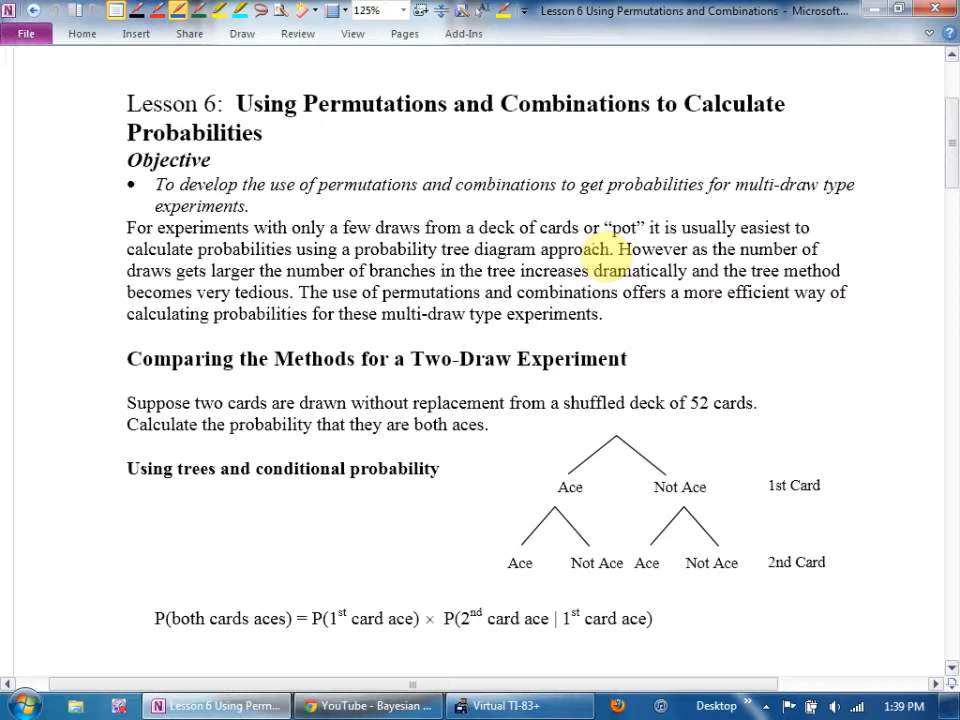 125%
Lesson 6 Using Permutations and Combinations - Microsoft...
File Home Insert Share Draw Review View Pages Add-Ins
Lesson 6: Using Permutations and Combinations to Calculate
Probabilities
Objective
• To develop the use of permutations and combinations to get probabilities for multi-draw type
experiments.
For experiments with only a few draws from a deck of cards or “pot” it is usually easiest to
calculate probabilities using a probability tree diagram approach. However as the number of
draws gets larger the number of branches in the tree increases dramatically and the tree method
becomes very tedious. The use of permutations and combinations offers a more efficient way of
calculating probabilities for these multi-draw type experiments.
Comparing the Methods for a Two-Draw Experiment
Suppose two cards are drawn without replacement from a shuffled deck of 52 cards.
Calculate the probability that they are both aces.
Using trees and conditional probability
Ace Not Ace 1st Card
Ace Not Ace Ace Not Ace 2nd Card
P(both cards aces) = P(1st card ace) × P(2nd card ace | 1st card ace)
Lesson 6 Using Perm... YouTube - Bayesian ... Virtual TI-83+ Desktop » 1:39 PM